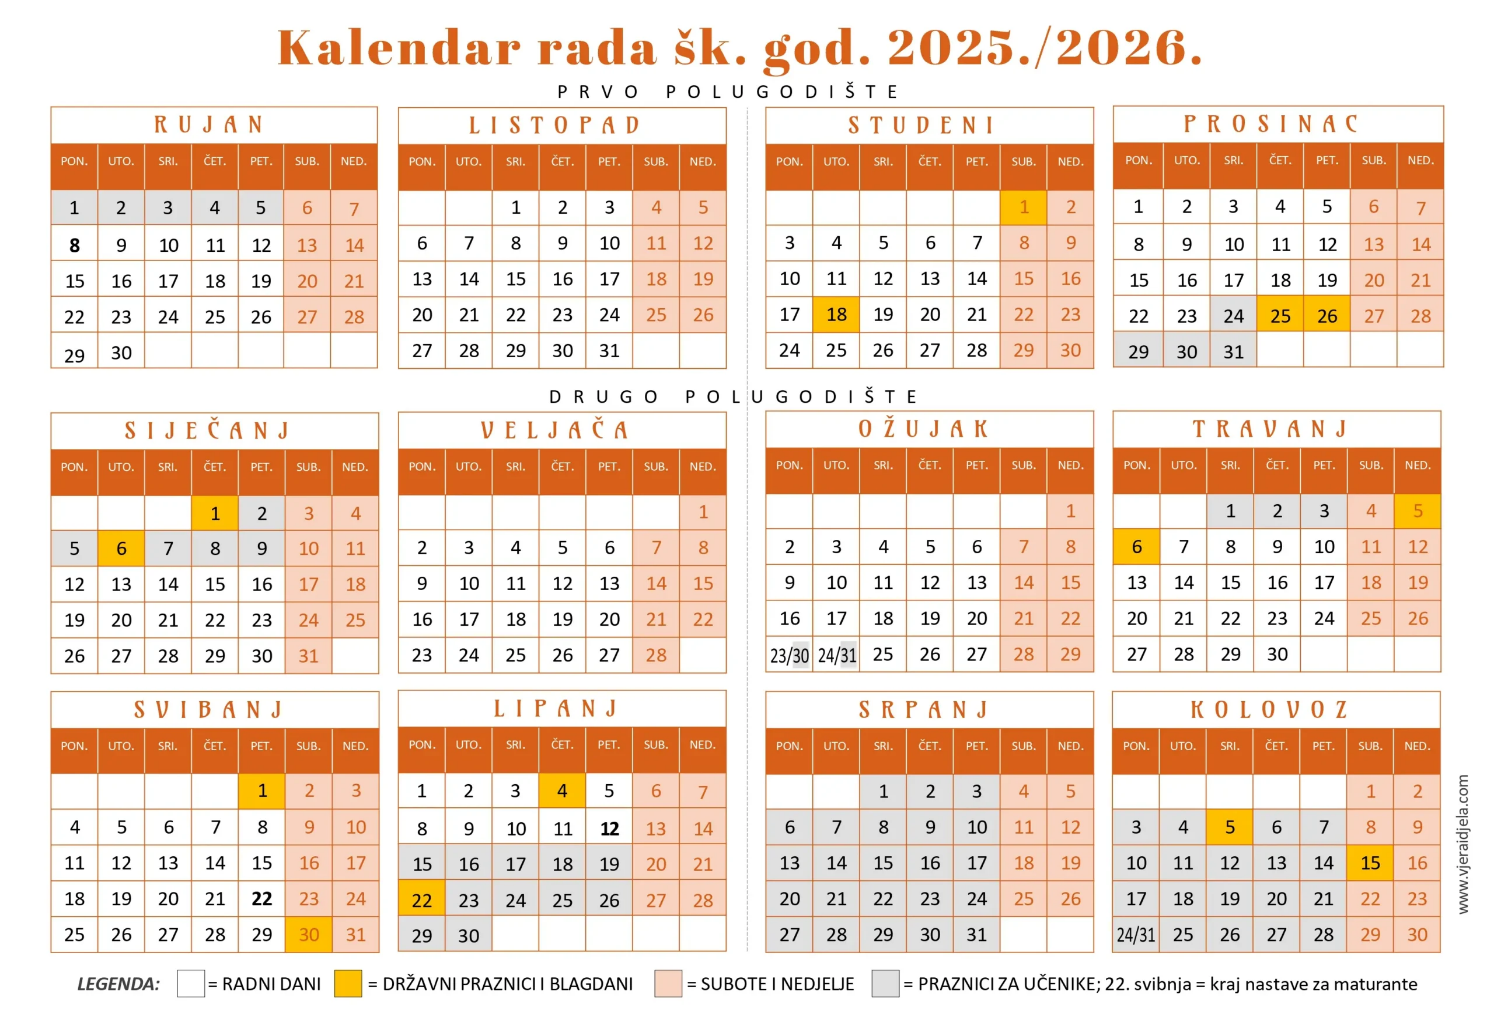 Kalendar rada šk. god. 2025./2026.
PRVO POLUGODIŠTE
RUJAN
PON. UTO. SRI. ČET. PET. SUB. NED.
1 2 3 4 5 6 7
8 9 10 11 12 13 14
15 16 17 18 19 20 21
22 23 24 25 26 27 28
29 30
LISTOPAD
PON. UTO. SRI. ČET. PET. SUB. NED.
1 2 3 4 5
6 7 8 9 10 11 12
13 14 15 16 17 18 19
20 21 22 23 24 25 26
27 28 29 30 31
STUDENI
PON. UTO. SRI. ČET. PET. SUB. NED.
1 2
3 4 5 6 7 8 9
10 11 12 13 14 15 16
17 18 19 20 21 22 23
24 25 26 27 28 29 30
PROSINAC
PON. UTO. SRI. ČET. PET. SUB. NED.
1 2 3 4 5 6 7
8 9 10 11 12 13 14
15 16 17 18 19 20 21
22 23 24 25 26 27 28
29 30 31
DRUGO POLUGODIŠTE
SIJEČANJ
PON. UTO. SRI. ČET. PET. SUB. NED.
1 2 3 4
5 6 7 8 9 10 11
12 13 14 15 16 17 18
19 20 21 22 23 24 25
26 27 28 29 30 31
VELJAČA
PON. UTO. SRI. ČET. PET. SUB. NED.
1
2 3 4 5 6 7 8
9 10 11 12 13 14 15
16 17 18 19 20 21 22
23 24 25 26 27 28
OŽUJAK
PON. UTO. SRI. ČET. PET. SUB. NED.
1
2 3 4 5 6 7 8
9 10 11 12 13 14 15
16 17 18 19 20 21 22
23/30 24/31 25 26 27 28 29
TRAVANJ
PON. UTO. SRI. ČET. PET. SUB. NED.
1 2 3 4 5
6 7 8 9 10 11 12
13 14 15 16 17 18 19
20 21 22 23 24 25 26
27 28 29 30
SVIBANJ
PON. UTO. SRI. ČET. PET. SUB. NED.
1 2 3
4 5 6 7 8 9 10
11 12 13 14 15 16 17
18 19 20 21 22 23 24
25 26 27 28 29 30 31
LIPANJ
PON. UTO. SRI. ČET. PET. SUB. NED.
1 2 3 4 5 6 7
8 9 10 11 12 13 14
15 16 17 18 19 20 21
22 23 24 25 26 27 28
29 30
SRPANJ
PON. UTO. SRI. ČET. PET. SUB. NED.
1 2 3 4 5
6 7 8 9 10 11 12
13 14 15 16 17 18 19
20 21 22 23 24 25 26
27 28 29 30 31
KOLOVOZ
PON. UTO. SRI. ČET. PET. SUB. NED.
1 2
3 4 5 6 7 8 9
10 11 12 13 14 15 16
17 18 19 20 21 22 23
24/31 25 26 27 28 29 30
www.vjeraidjela.com
LEGENDA: = RADNI DANI = DRŽAVNI PRAZNICI I BLAGDANI = SUBOTE I NEDJELJE = PRAZNICI ZA UČENIKE; 22. svibnja = kraj nastave za maturante